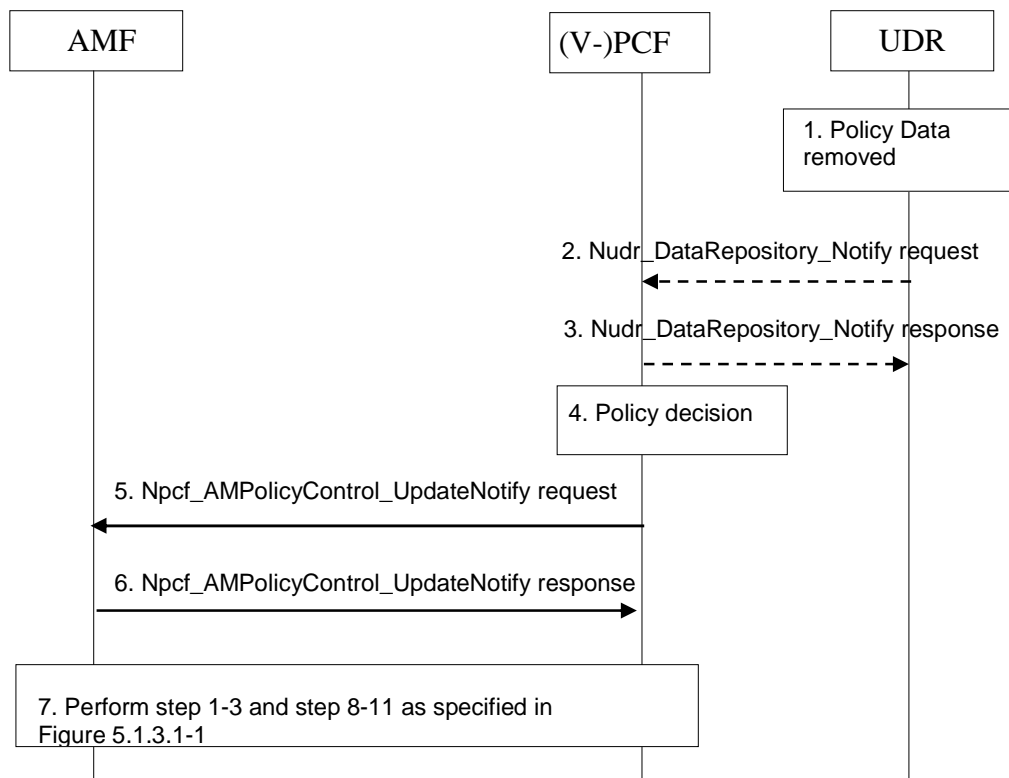 AMF
(V-)PCF
UDR
1. Policy Data
removed
2. Nudr_DataRepository_Notify request
3. Nudr_DataRepository_Notify response
4. Policy decision
5. Npcf_AMPolicyControl_UpdateNotify request
6. Npcf_AMPolicyControl_UpdateNotify response
7. Perform step 1-3 and step 8-11 as specified in
Figure 5.1.3.1-1